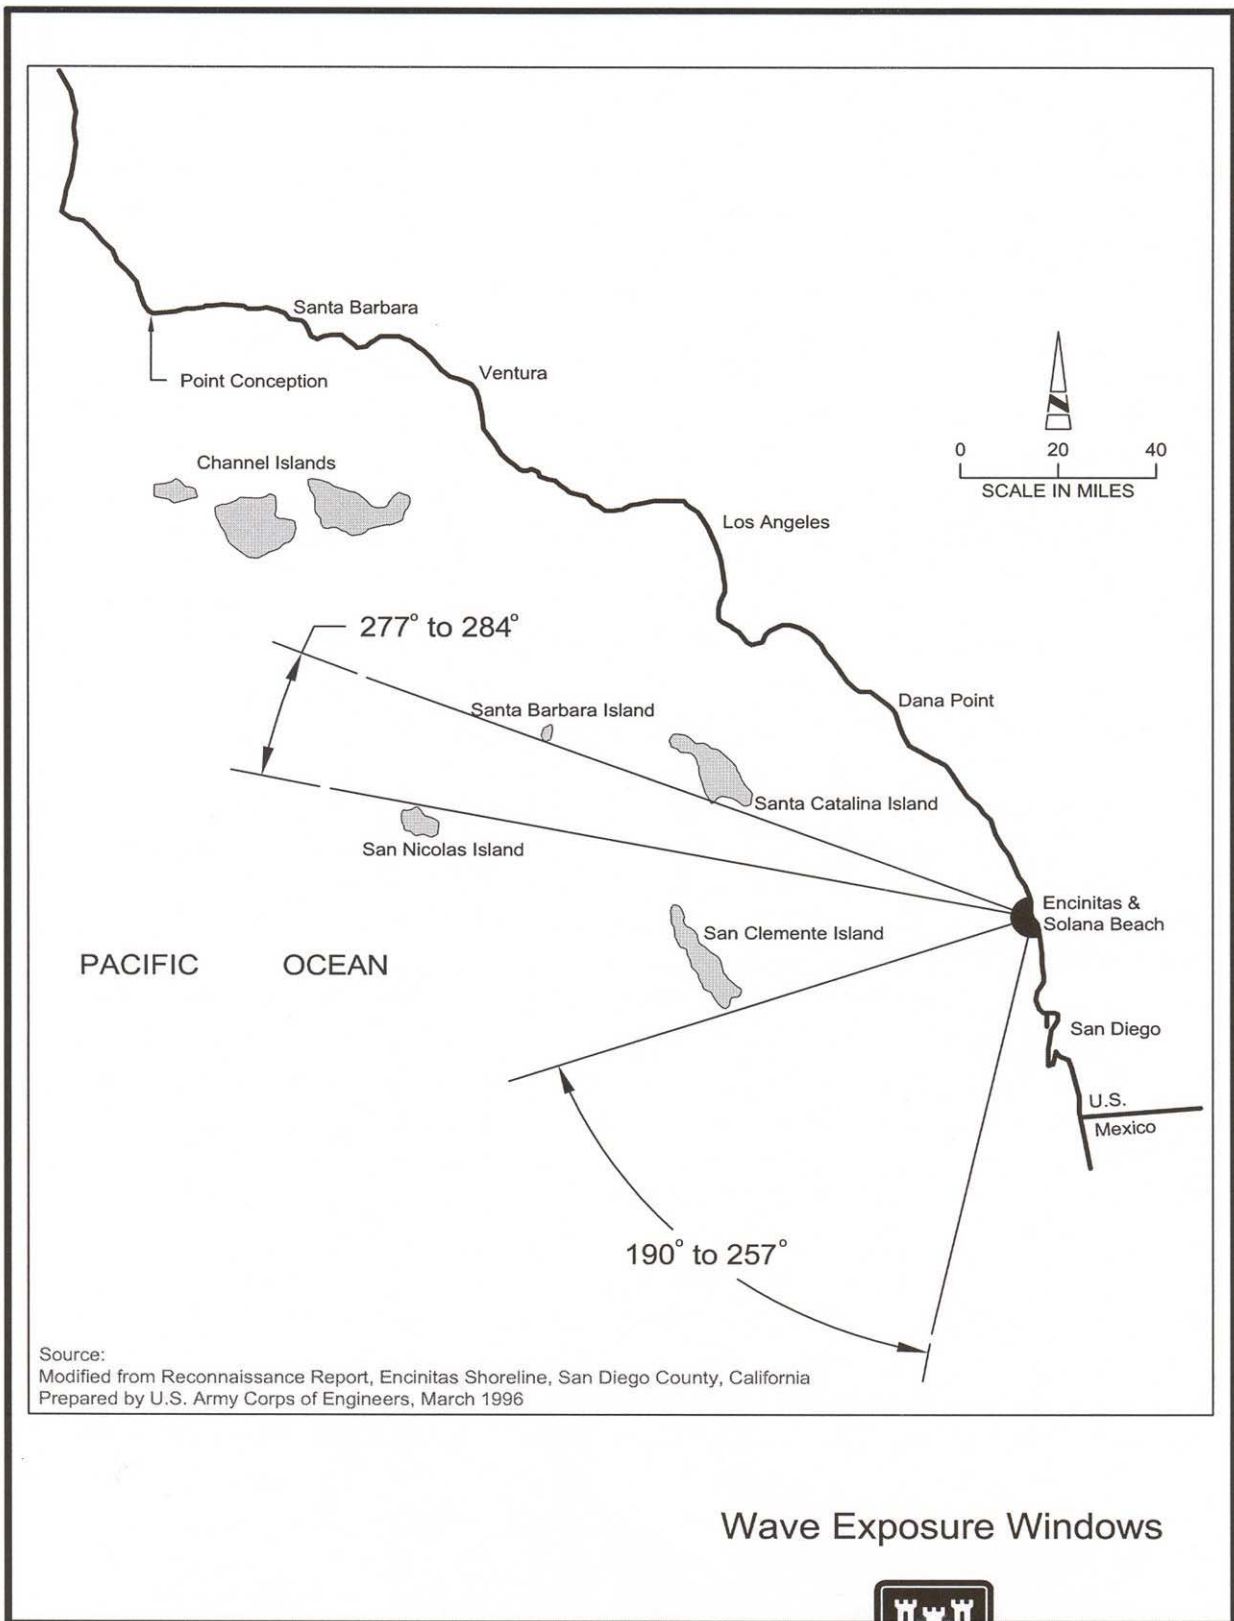 Santa Barbara
Point Conception
Ventura
0 20 40
SCALE IN MILES
Channel Islands
Los Angeles
277° to 284°
Dana Point
Santa Barbara Island
Santa Catalina Island
San Nicolas Island
Encinitas &
Solana Beach
San Clemente Island
PACIFIC OCEAN
San Diego
U.S.
Mexico
190° to 257°
Source:
Modified from Reconnaissance Report, Encinitas Shoreline, San Diego County, California
Prepared by U.S. Army Corps of Engineers, March 1996
Wave Exposure Windows